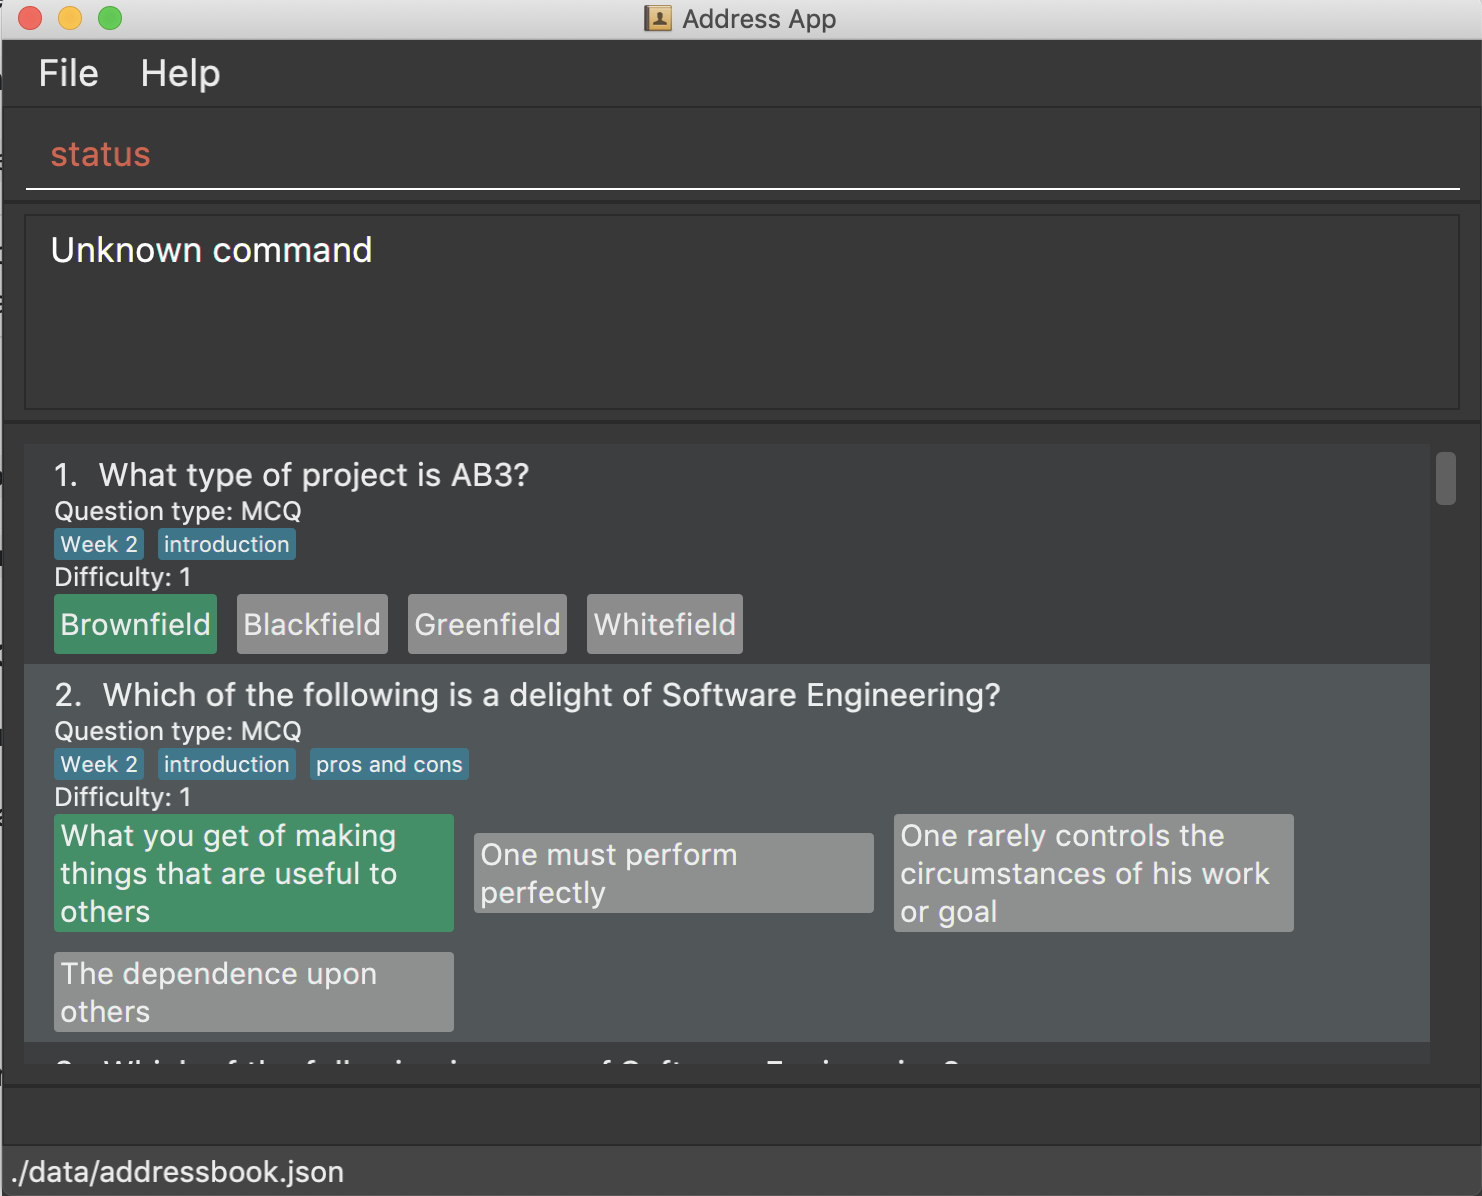 Address App
File Help
status
Unknown command
1. What type of project is AB3?
Question type: MCQ
Week 2 introduction
Difficulty: 1
Brownfield Blackfield Greenfield Whitefield
2. Which of the following is a delight of Software Engineering?
Question type: MCQ
Week 2 introduction pros and cons
Difficulty: 1
What you get of making
things that are useful to
others
One must perform
perfectly
One rarely controls the
circumstances of his work
or goal
The dependence upon
others
./data/addressbook.json